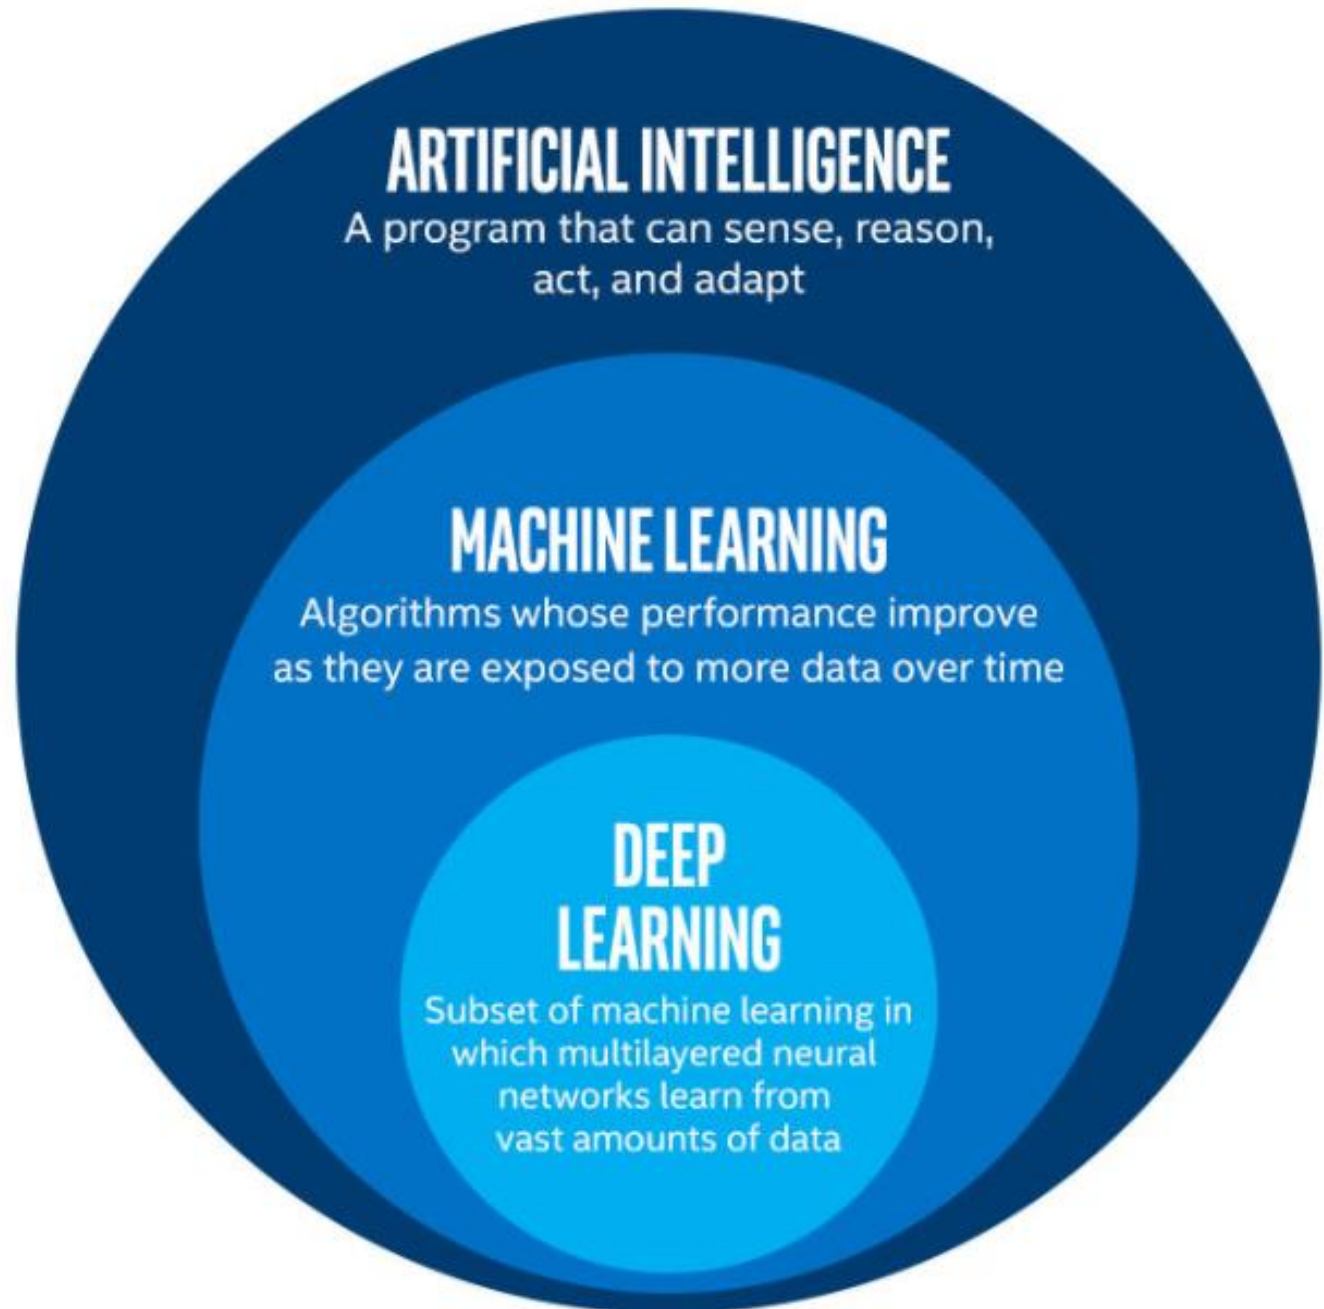 ARTIFICIAL INTELLIGENCE
A program that can sense, reason,
act, and adapt
MACHINE LEARNING
Algorithms whose performance improve
as they are exposed to more data over time
DEEP
LEARNING
Subset of machine learning in
which multilayered neural
networks learn from
vast amounts of data